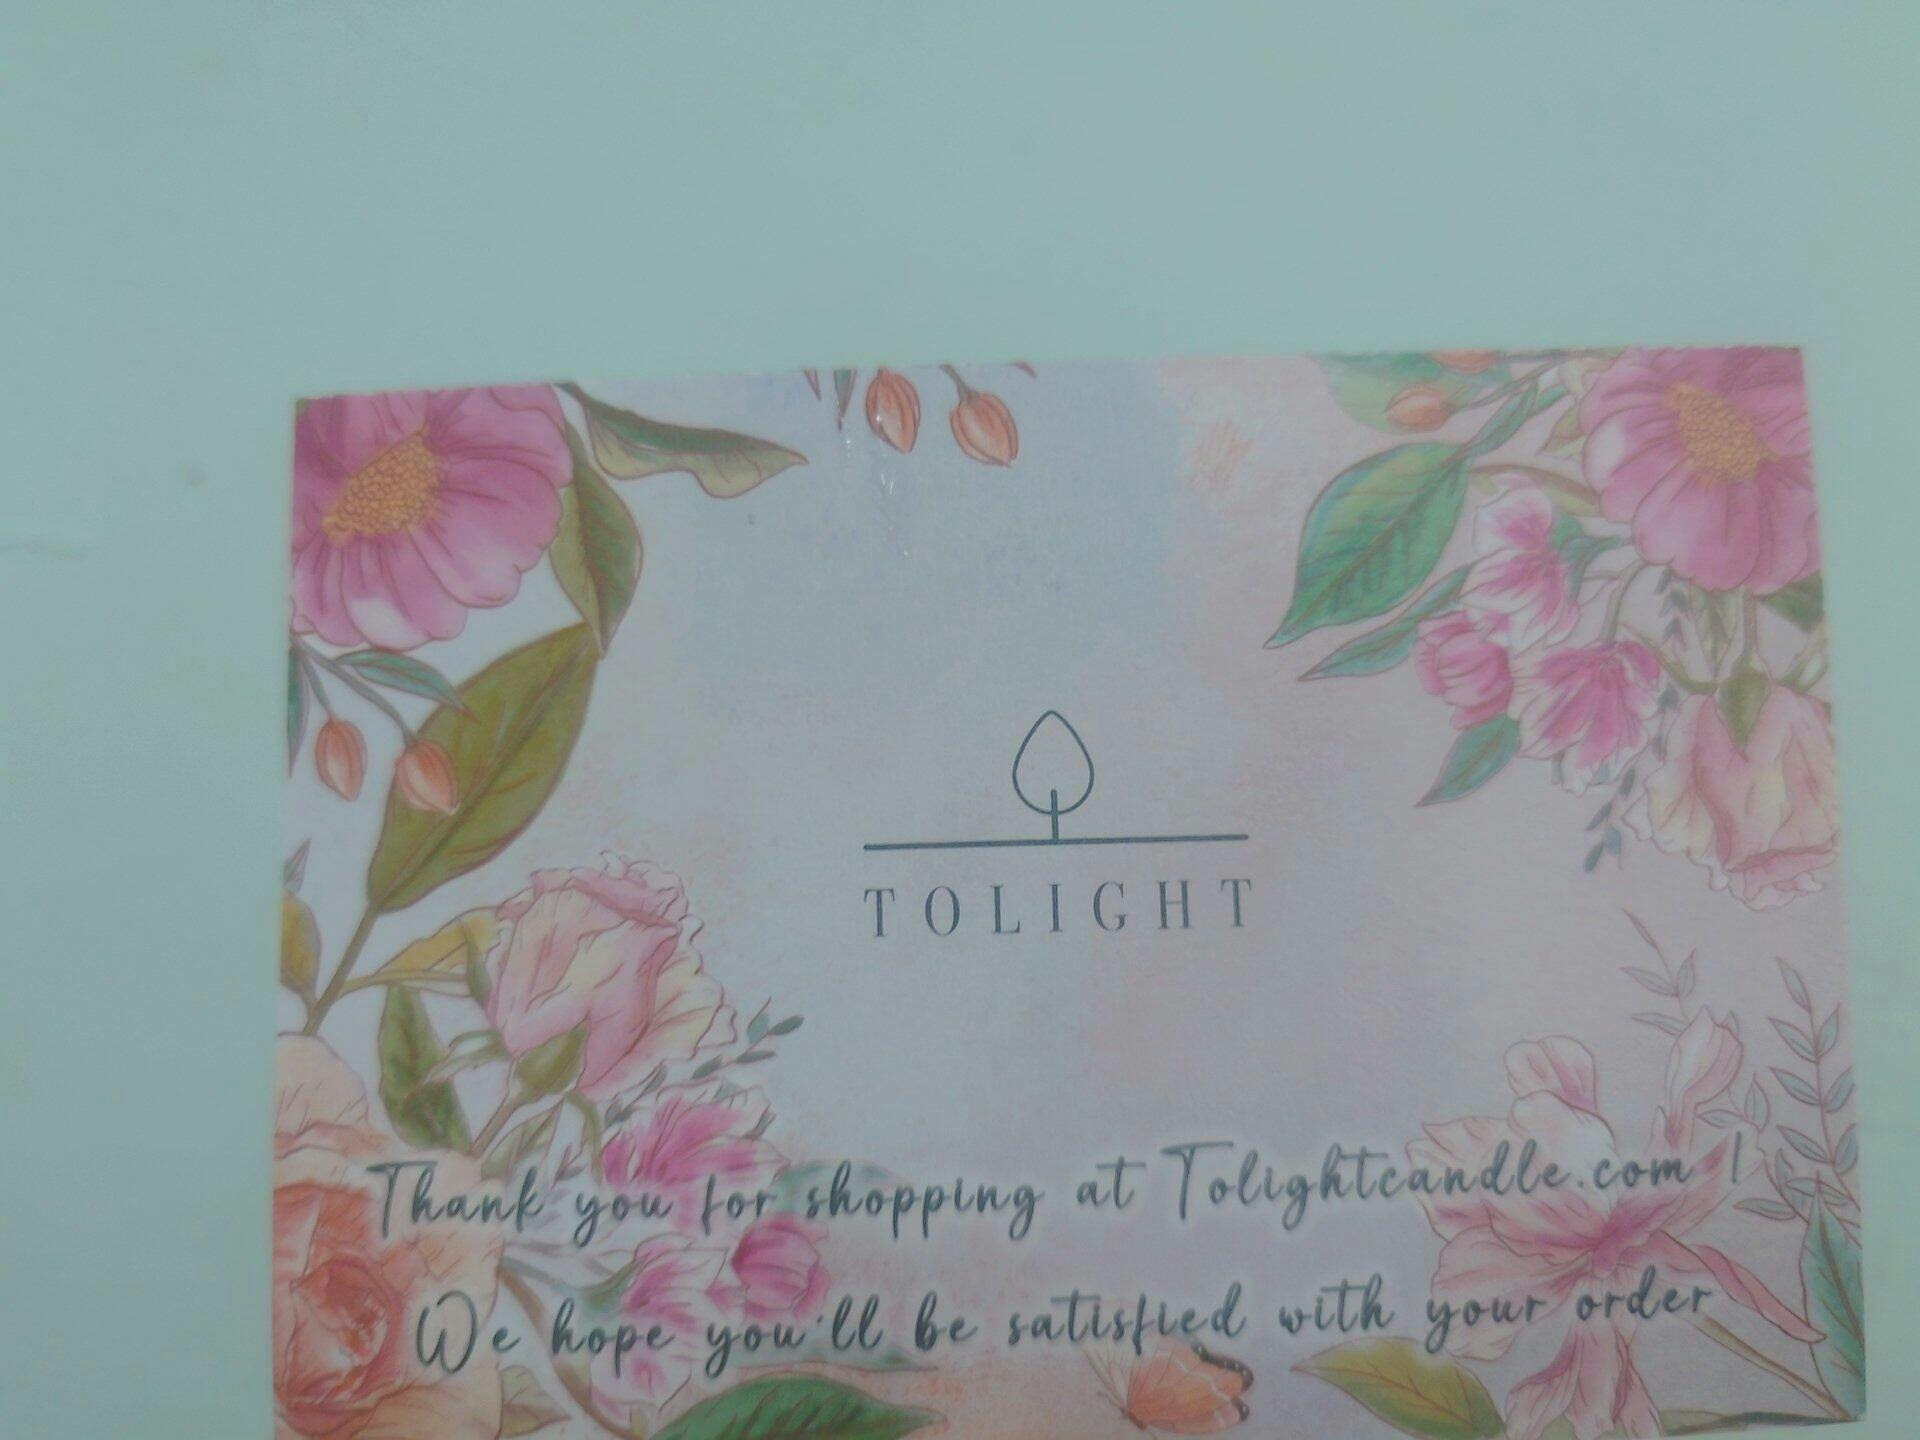 TOLIGHT
Thank you for shopping at Tolightcandle.com !
We hope you'll be satisfied with your order